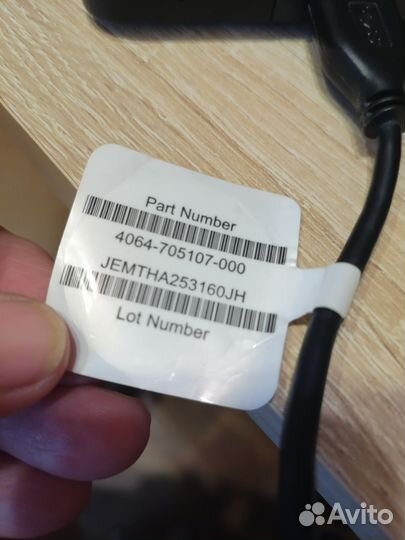 Part Number
4064-705107-000
JEMTHA253160JH
Lot Number
Avito